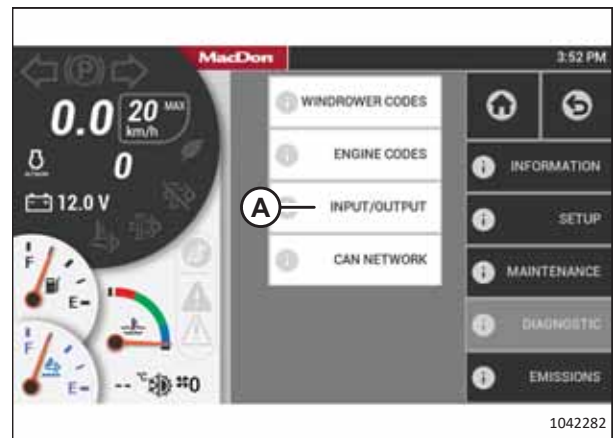 MacDon
3:52 PM
P
0.0
20 MAX
km/h
0
12.0 V
F
E
F
E
-- °C
0
WINDROWER CODES
ENGINE CODES
A
INPUT/OUTPUT
CAN NETWORK
INFORMATION
SETUP
MAINTENANCE
DIAGNOSTIC
EMISSIONS
1042282